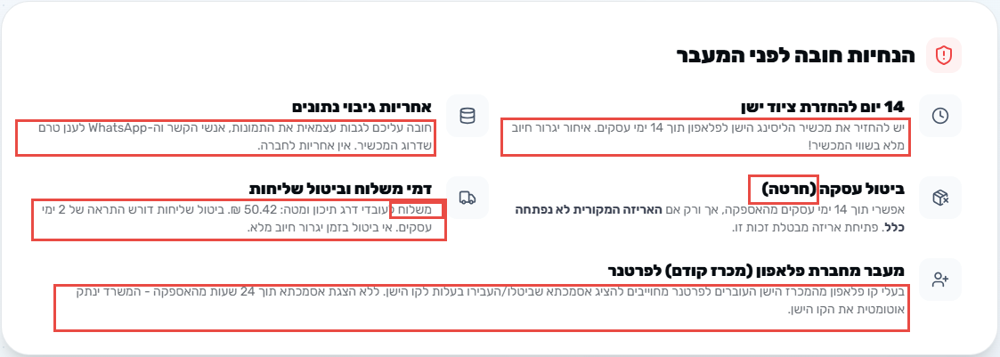 הנחיות חובה לפני המעבר
14 יום להחזרת ציוד ישן
יש להחזיר את מכשיר הליסינג הישן לפלאפון תוך 14 ימי עסקים. איחור יגרור חיוב
מלא בשווי המכשיר!
אחריות גיבוי נתונים
חובה עליכם לגבות עצמאית את התמונות, אנשי הקשר וה-WhatsApp לענן טרם
שדרוג המכשיר. אין אחריות לחברה.
ביטול עסקה (חרטה)
אפשרי תוך 14 ימי עסקים מהאספקה, אך ורק אם האריזה המקורית לא נפתחה
כלל. פתיחת אריזה מבטלת זכות זו.
דמי משלוח וביטול שליחות
משלוח לעובדי דרג תיכון ומטה: 50.42 ₪. ביטול שליחות דורש התראה של 2 ימי
עסקים. אי ביטול בזמן יגרור חיוב מלא.
מעבר מחברת פלאפון (מכרז קודם) לפרטנר
בעלי קו פלאפון מהמכרז הישן העוברים לפרטנר מחוייבים להציג אסמכתא שביטלו/העבירו בעלות לקו הישן. ללא הצגת אסמכתא תוך 24 שעות מהאספקה - המשרד ינתק
אוטומטית את הקו הישן.